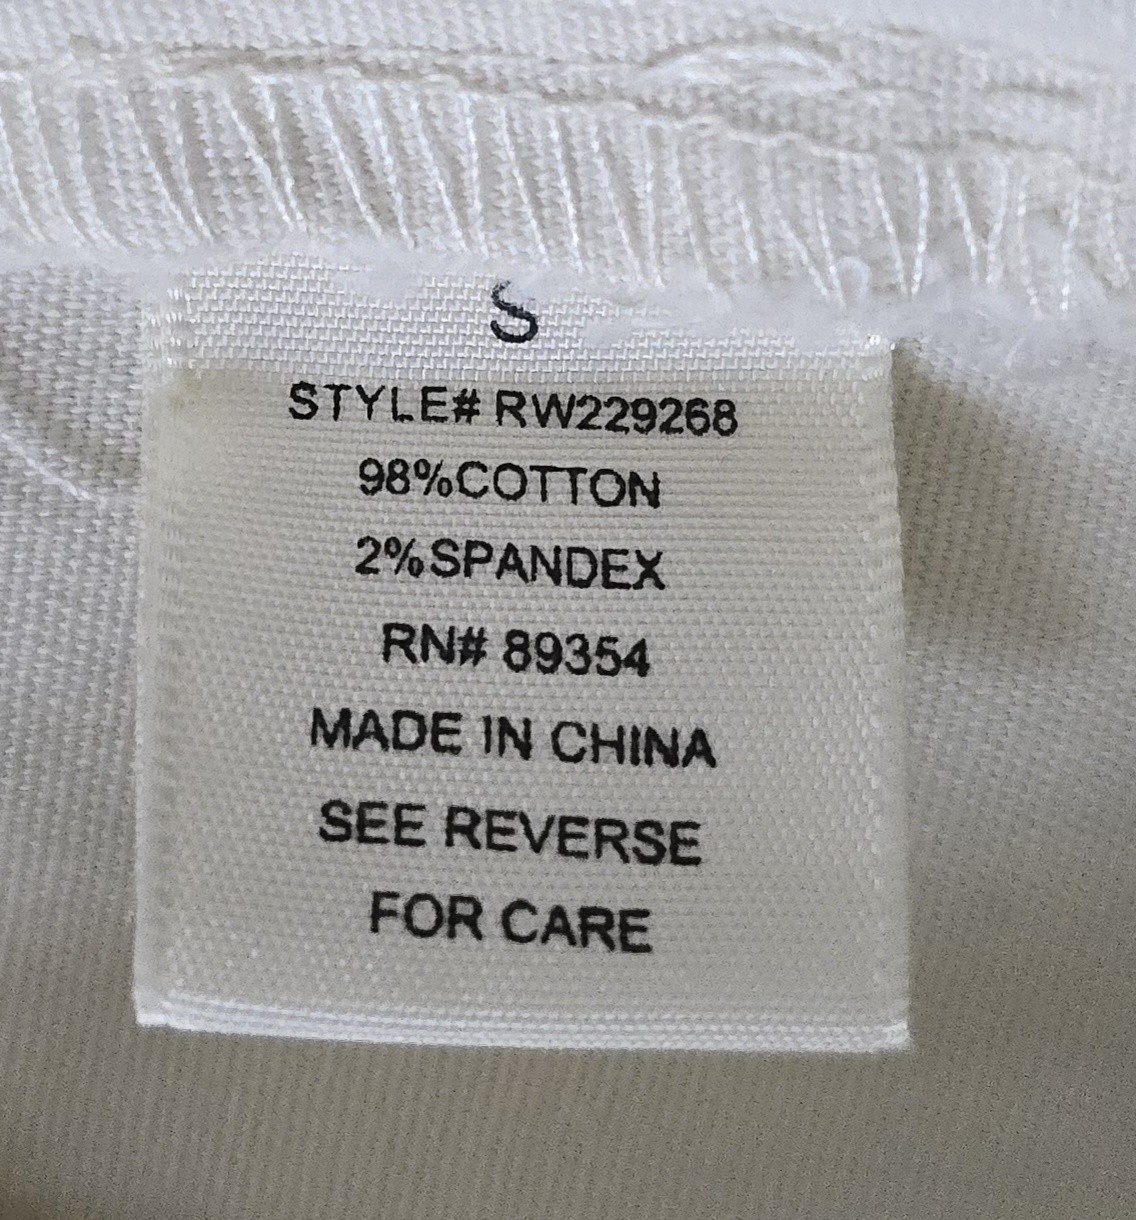 S
STYLE# RW229268
98%COTTON
2%SPANDEX
RN# 89354
MADE IN CHINA
SEE REVERSE
FOR CARE